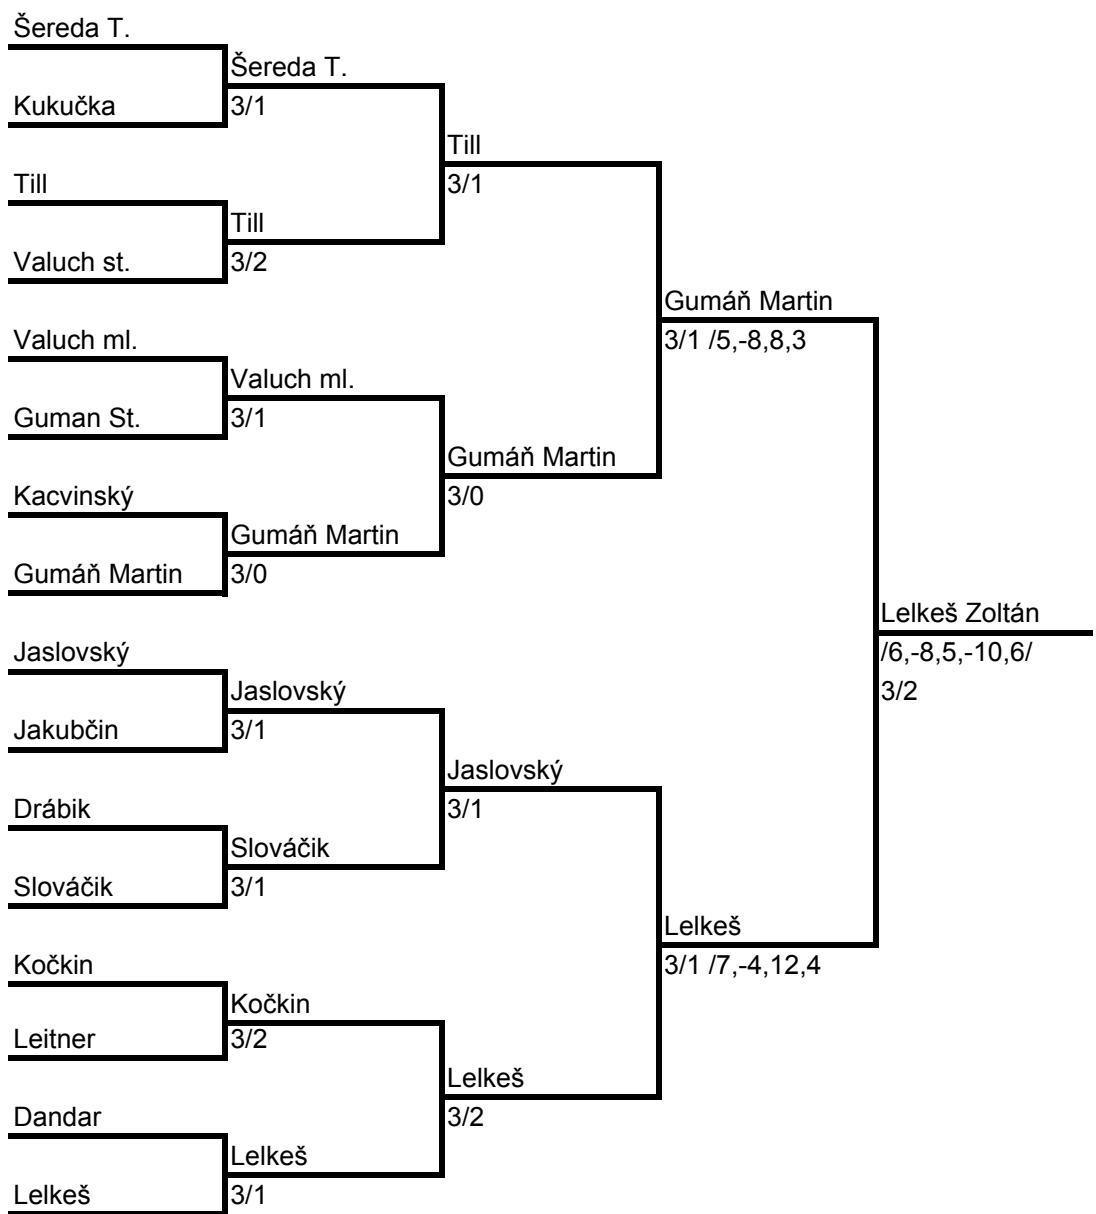 Šereda T.
Šereda T.
Kukučka
3/1
Till
Till
3/1
Till
Valuch st.
3/2
Gumáň Martin
Valuch ml.
3/1 /5,-8,8,3
Valuch ml.
Guman St.
3/1
Gumáň Martin
Kacvinský
3/0
Gumáň Martin
Gumáň Martin
3/0
Lelkeš Zoltán
Jaslovský
/6,-8,5,-10,6/
Jaslovský
3/2
Jakubčin
3/1
Jaslovský
Drábik
3/1
Slováčik
Slováčik
3/1
Lelkeš
Kočkin
3/1 /7,-4,12,4
Kočkin
Leitner
3/2
Lelkeš
Dandar
3/2
Lelkeš
Lelkeš
3/1